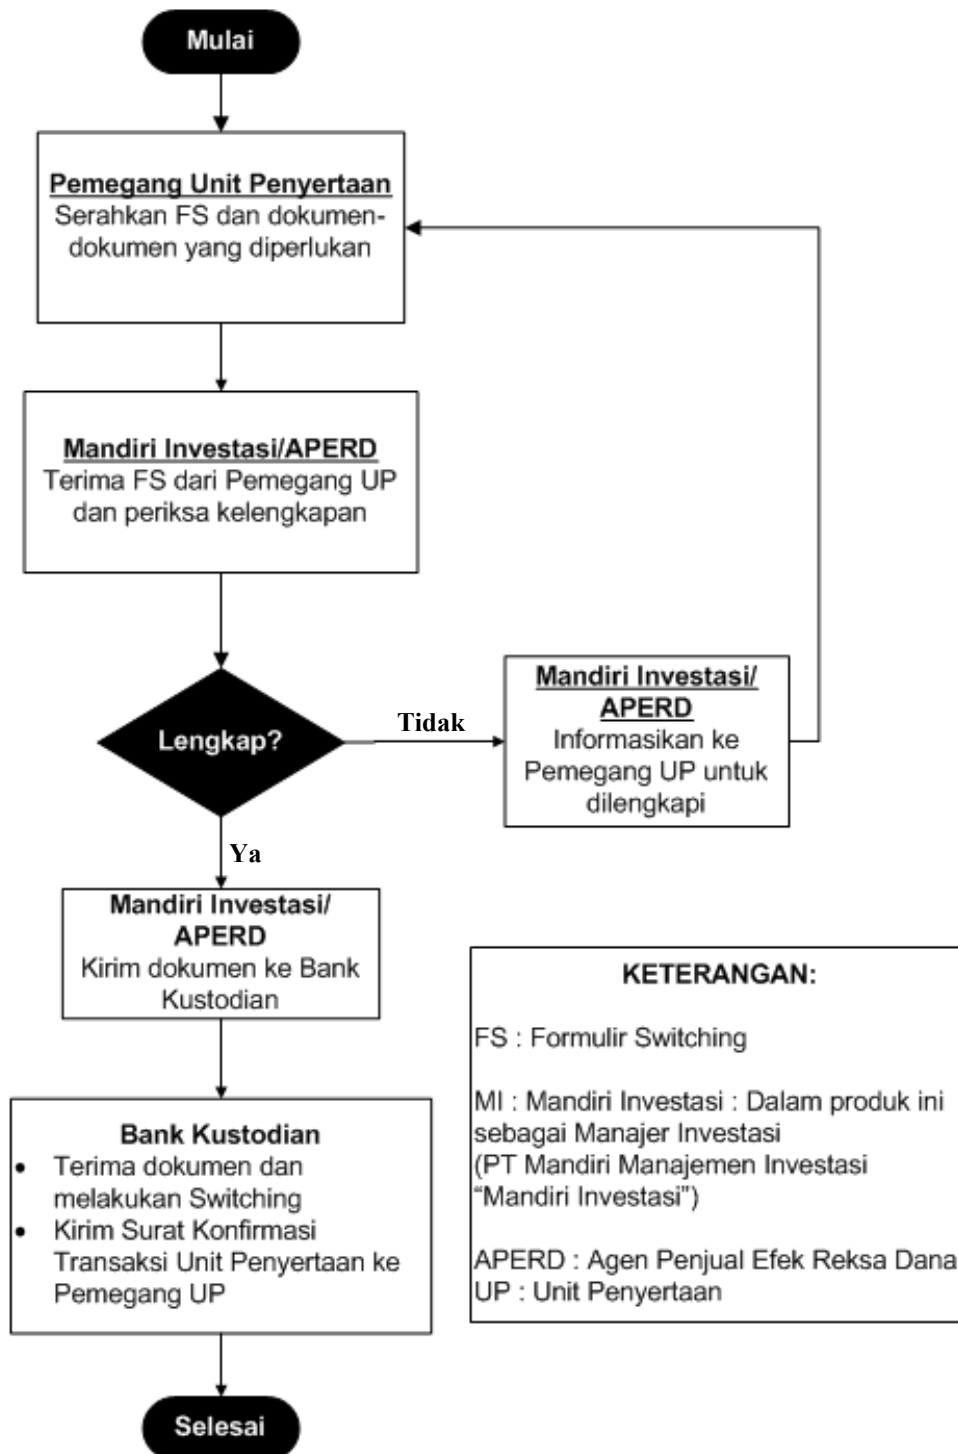 Mulai
Pemegang Unit Penyertaan
Serahkan FS dan dokumen-
dokumen yang diperlukan
Mandiri Investasi/APERD
Terima FS dari Pemegang UP
dan periksa kelengkapan
Lengkap?
Tidak
Mandiri Investasi/
APERD
Informasikan ke
Pemegang UP untuk
dilengkapi
Ya
Mandiri Investasi/
APERD
Kirim dokumen ke Bank
Kustodian
Bank Kustodian
• Terima dokumen dan
melakukan Switching
• Kirim Surat Konfirmasi
Transaksi Unit Penyertaan ke
Pemegang UP
Selesai
KETERANGAN:
FS : Formulir Switching
MI : Mandiri Investasi : Dalam produk ini
sebagai Manajer Investasi
(PT Mandiri Manajemen Investasi
“Mandiri Investasi”)
APERD : Agen Penjual Efek Reksa Dana
UP : Unit Penyertaan